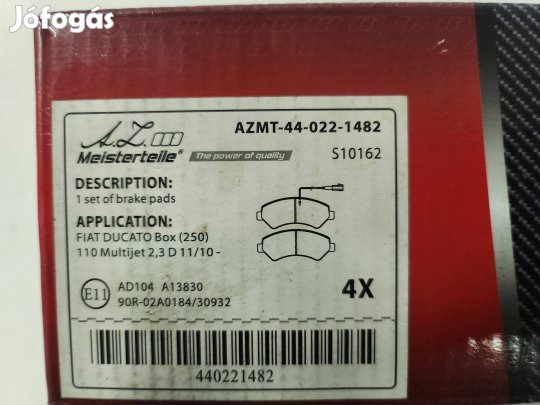 Jófogás
A.Z.
Meisterteile®
The power of quality
AZMT-44-022-1482
S10162
DESCRIPTION:
1 set of brake pads
APPLICATION:
FIAT DUCATO Box (250)
110 Multijet 2,3 D 11/10 -
E11
AD104 A13830
90R-02A0184/30932
4X
440221482